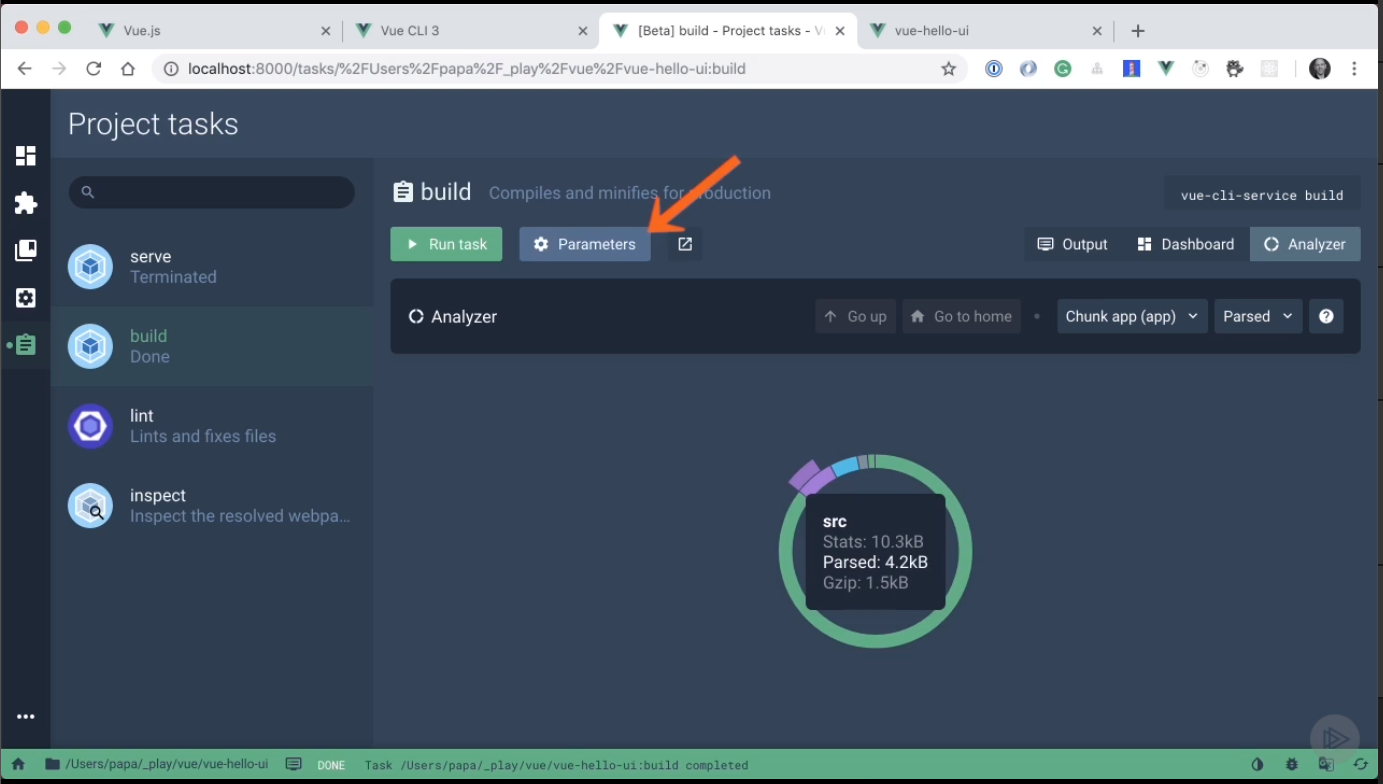 Vue.js
Vue CLI 3
[Beta] build - Project tasks - V
vue-hello-ui
localhost:8000/tasks/%2FUsers%2Fpapa%2F_play%2Fvue%2Fvue-hello-ui:build
Project tasks
build
Compiles and minifies for production
vue-cli-service build
Run task
Parameters
Output
Dashboard
Analyzer
serve
Terminated
build
Done
lint
Lints and fixes files
inspect
Inspect the resolved webpa...
Analyzer
Go up
Go to home
Chunk app (app)
Parsed
?
src
Stats: 10.3kB
Parsed: 4.2kB
Gzip: 1.5kB
/Users/papa/_play/vue/vue-hello-ui
DONE
Task /Users/papa/_play/vue/vue-hello-ui:build completed